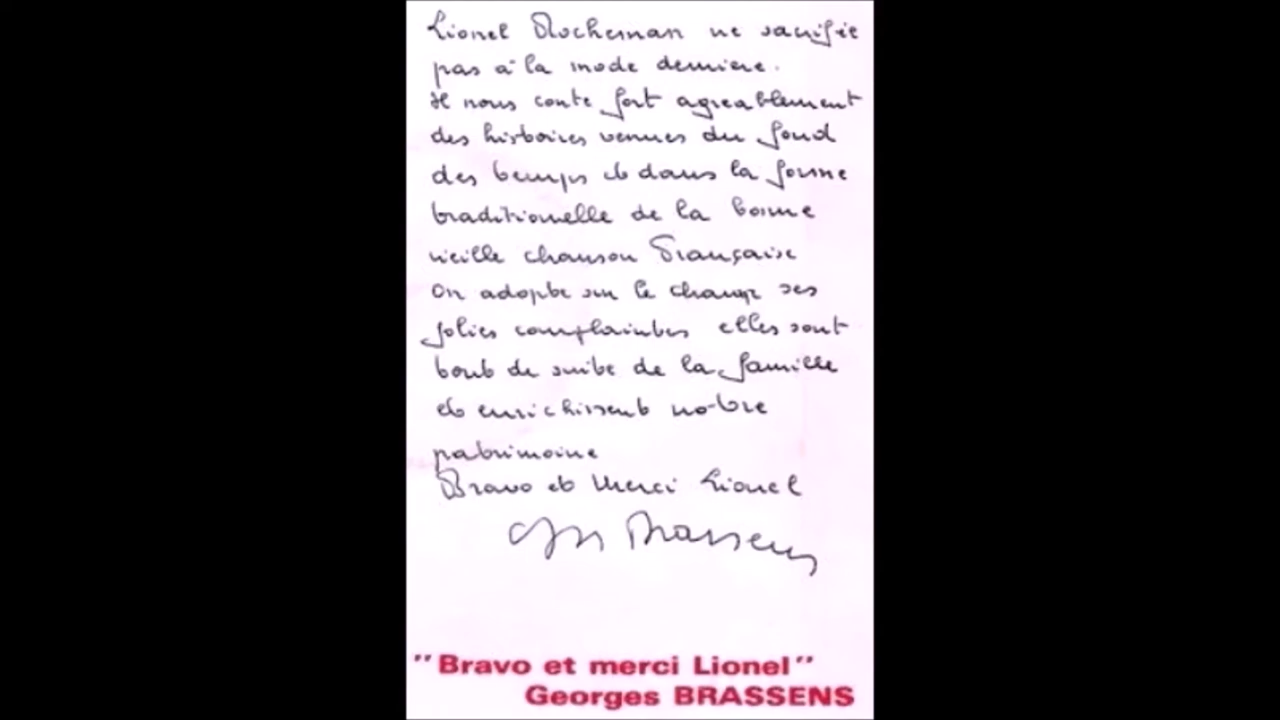 Lionel Rocheman ne sacrifie
pas à la mode derniere.
Il nous conte fort agreablement
des histoires venues du fond
des temps et dans la forme
traditionnelle de la bonne
vieille chanson Française
On adopte sur le champ ses
jolies complaintes elles sont
tout de suite de la famille
et enrichissent notre
patrimoine
Bravo et Merci Lionel
Brassens
"Bravo et merci Lionel"
Georges BRASSENS